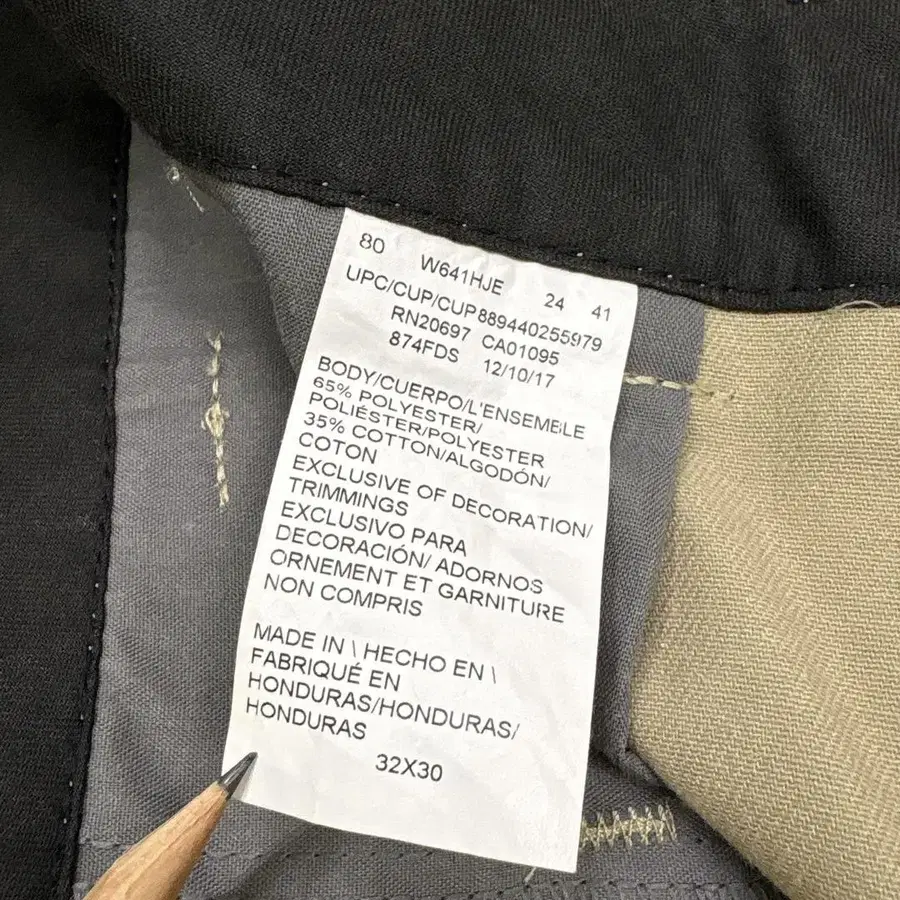 80 W641HJE 24 41
UPC/CUP/CUP889440255979
RN20697 CA01095
874FDS 12/10/17
BODY/CUERPO/L'ENSEMBLE
65% POLYESTER/
POLIÉSTER/POLYESTER
35% COTTON/ALGODÓN/
COTON
EXCLUSIVE OF DECORATION/
TRIMMINGS
EXCLUSIVO PARA
DECORACIÓN/ ADORNOS
ORNEMENT ET GARNITURE
NON COMPRIS
MADE IN \ HECHO EN \
FABRIQUÉ EN
HONDURAS/HONDURAS/
HONDURAS
32X30